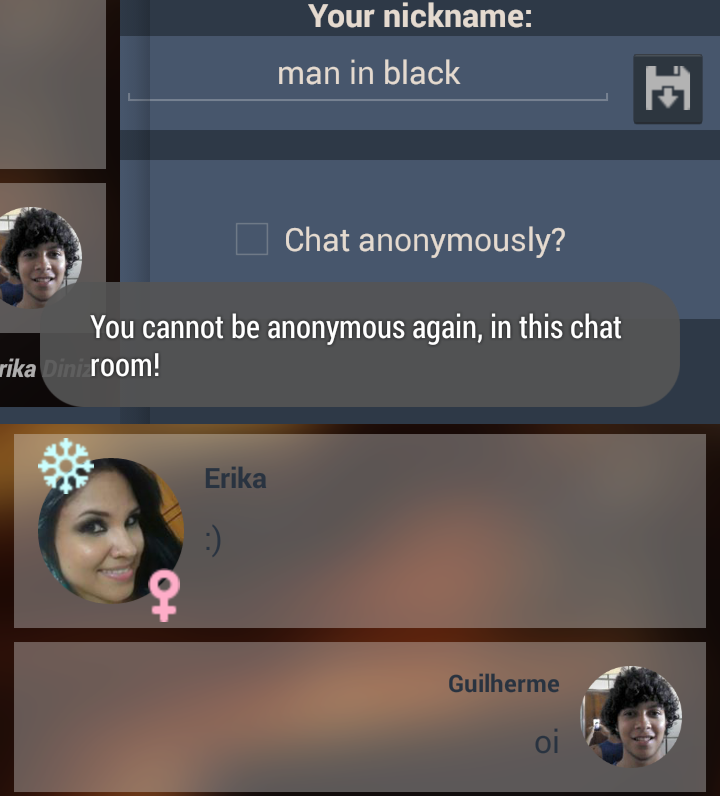 Your nickname:
man in black
Chat anonymously?
You cannot be anonymous again, in this chat
room!
rika Diniz
Erika
:)
Guilherme
oi